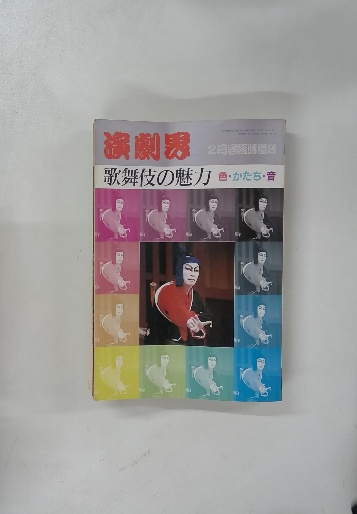 演劇界
2月号臨時増刊
歌舞伎の魅力 色・かたち・音